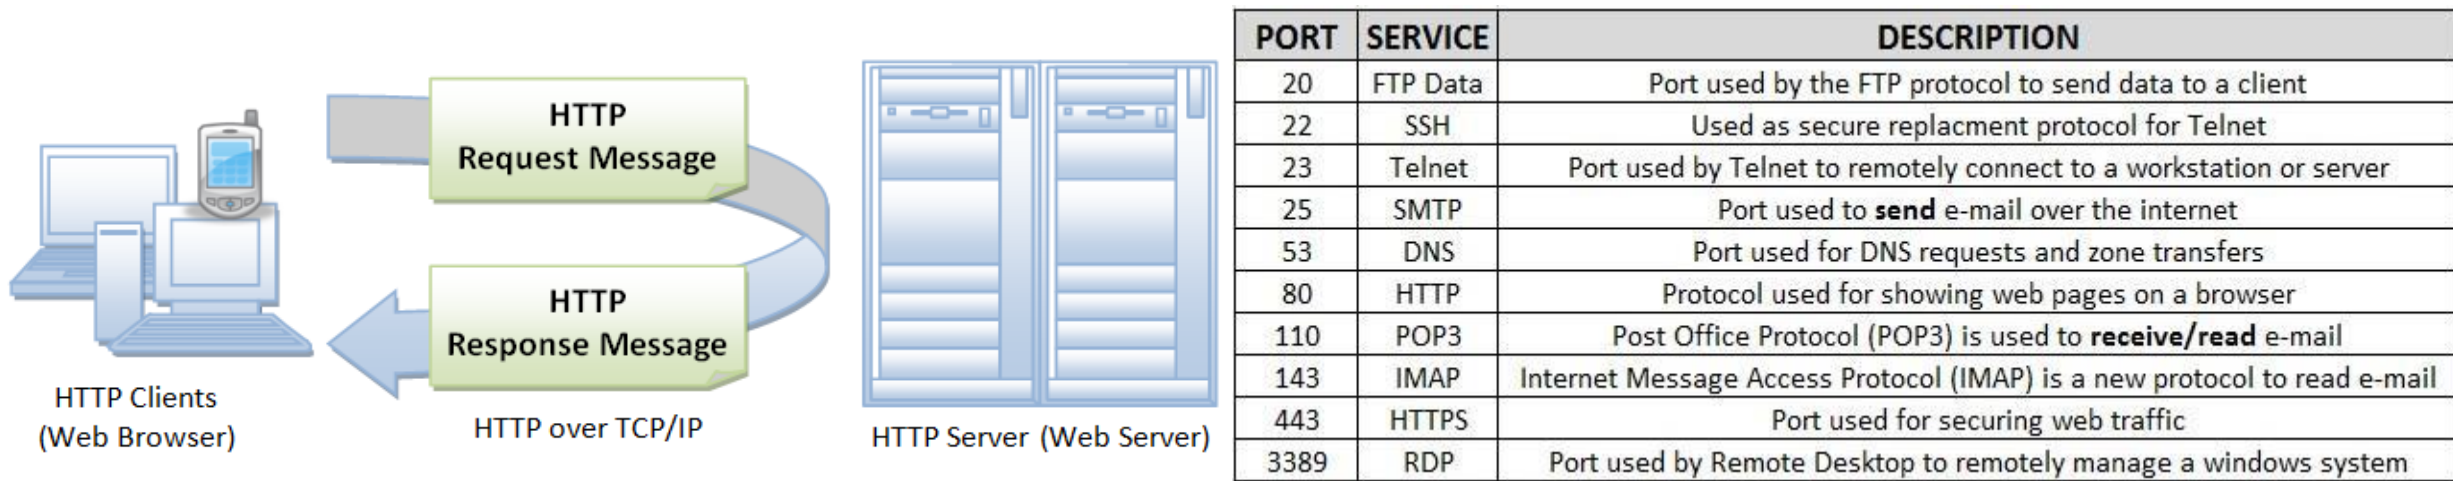 HTTP
Request Message
HTTP
Response Message
HTTP Clients
(Web Browser)
HTTP over TCP/IP
HTTP Server (Web Server)
PORT SERVICE DESCRIPTION
20 FTP Data Port used by the FTP protocol to send data to a client
22 SSH Used as secure replacment protocol for Telnet
23 Telnet Port used by Telnet to remotely connect to a workstation or server
25 SMTP Port used to send e-mail over the internet
53 DNS Port used for DNS requests and zone transfers
80 HTTP Protocol used for showing web pages on a browser
110 POP3 Post Office Protocol (POP3) is used to receive/read e-mail
143 IMAP Internet Message Access Protocol (IMAP) is a new protocol to read e-mail
443 HTTPS Port used for securing web traffic
3389 RDP Port used by Remote Desktop to remotely manage a windows system